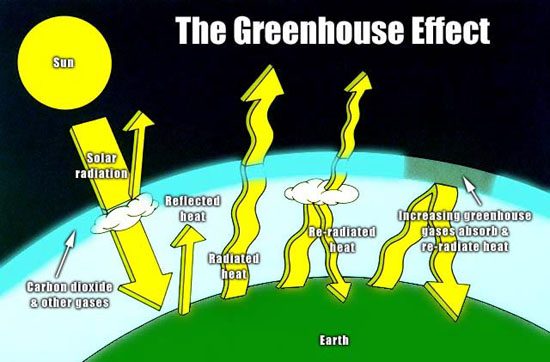 The Greenhouse Effect
Sun
Solar
radiation
Reflected
heat
Radiated
heat
Re-radiated
heat
Increasing greenhouse
gases absorb &
re-radiate heat
Carbon dioxide
& other gases
Earth